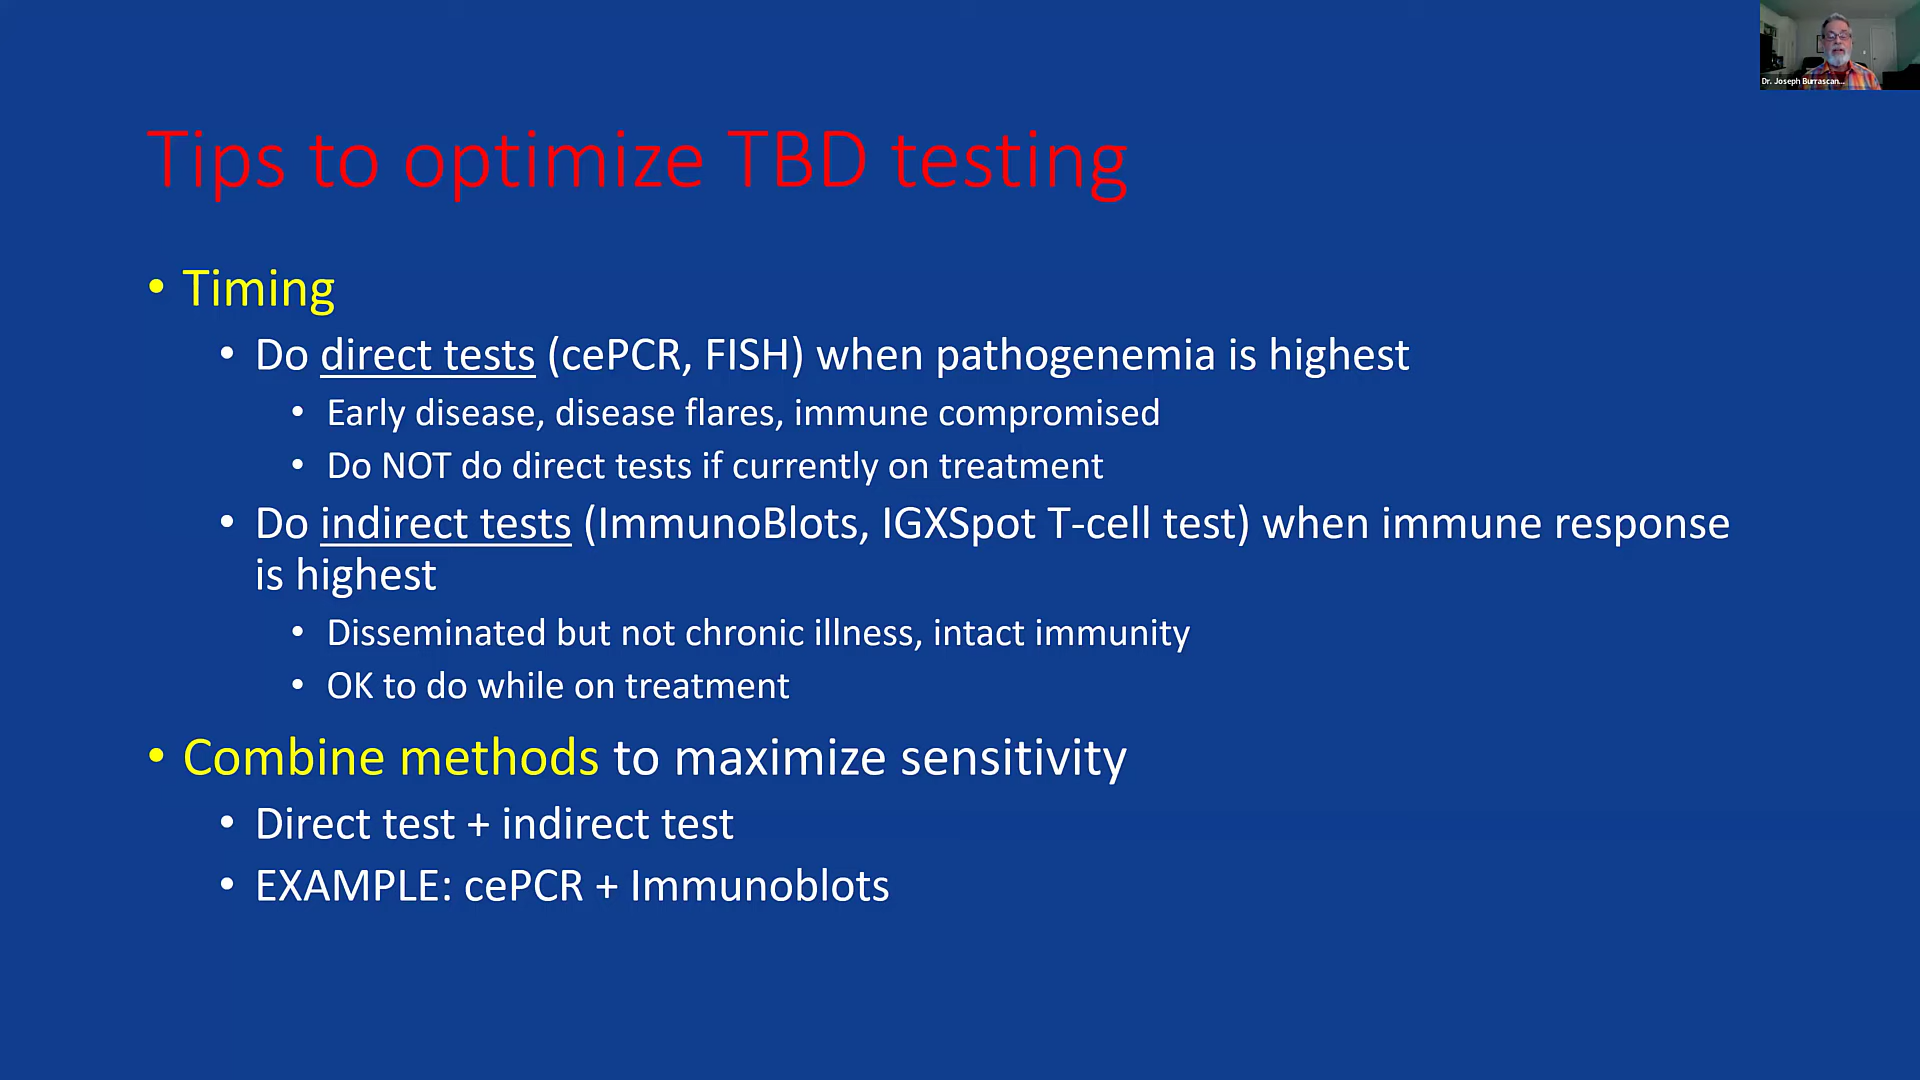 Dr. Joseph Burrascan...
Tips to optimize TBD testing
• Timing
• Do direct tests (cePCR, FISH) when pathogenemia is highest
• Early disease, disease flares, immune compromised
• Do NOT do direct tests if currently on treatment
• Do indirect tests (ImmunoBlots, IGXSpot T-cell test) when immune response
is highest
• Disseminated but not chronic illness, intact immunity
• OK to do while on treatment
• Combine methods to maximize sensitivity
• Direct test + indirect test
• EXAMPLE: cePCR + Immunoblots